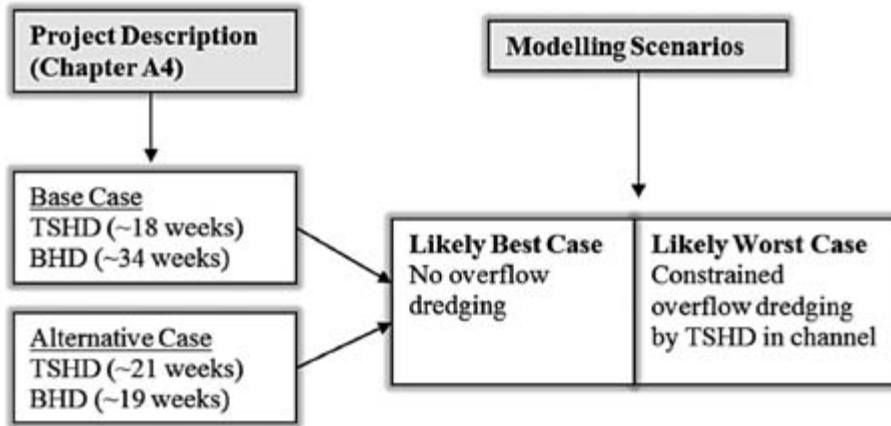 Project Description
(Chapter A4)
Modelling Scenarios
Base Case
TSHD (~18 weeks)
BHD (~34 weeks)
Alternative Case
TSHD (~21 weeks)
BHD (~19 weeks)
Likely Best Case
No overflow
dredging
Likely Worst Case
Constrained
overflow dredging
by TSHD in channel